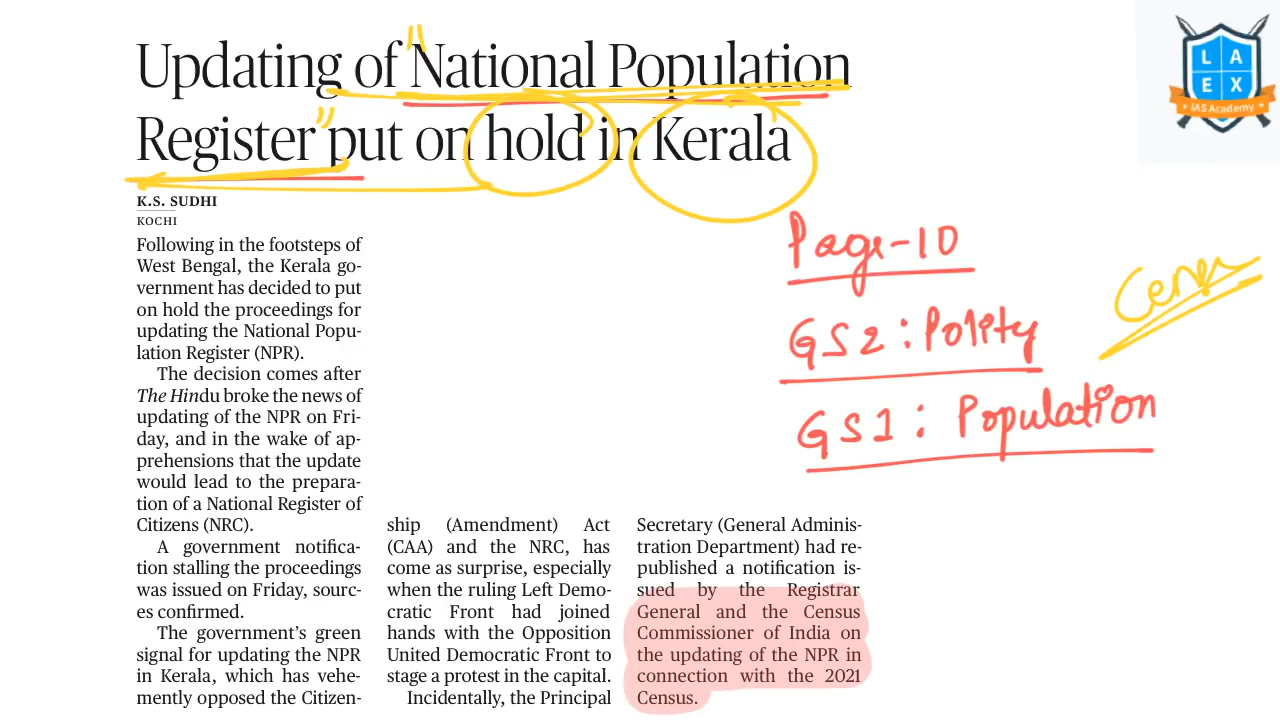 Updating of "National Population
Register" put on hold in Kerala
K.S. SUDHI
KOCHI
Following in the footsteps of
West Bengal, the Kerala go-
vernment has decided to put
on hold the proceedings for
updating the National Popu-
lation Register (NPR).
The decision comes after
The Hindu broke the news of
updating of the NPR on Fri-
day, and in the wake of ap-
prehensions that the update
would lead to the prepara-
tion of a National Register of
Citizens (NRC).
A government notifica-
tion stalling the proceedings
was issued on Friday, sourc-
es confirmed.
The government's green
signal for updating the NPR
in Kerala, which has vehe-
mently opposed the Citizen-
ship (Amendment) Act
(CAA) and the NRC, has
come as surprise, especially
when the ruling Left Demo-
cratic Front had joined
hands with the Opposition
United Democratic Front to
stage a protest in the capital.
Incidentally, the Principal
Secretary (General Adminis-
tration Department) had re-
published a notification is-
sued by the Registrar
General and the Census
Commissioner of India on
the updating of the NPR in
connection with the 2021
Census.
Page-10
GS2: Polity
GS1: Population
L A
E X
IAS Academy